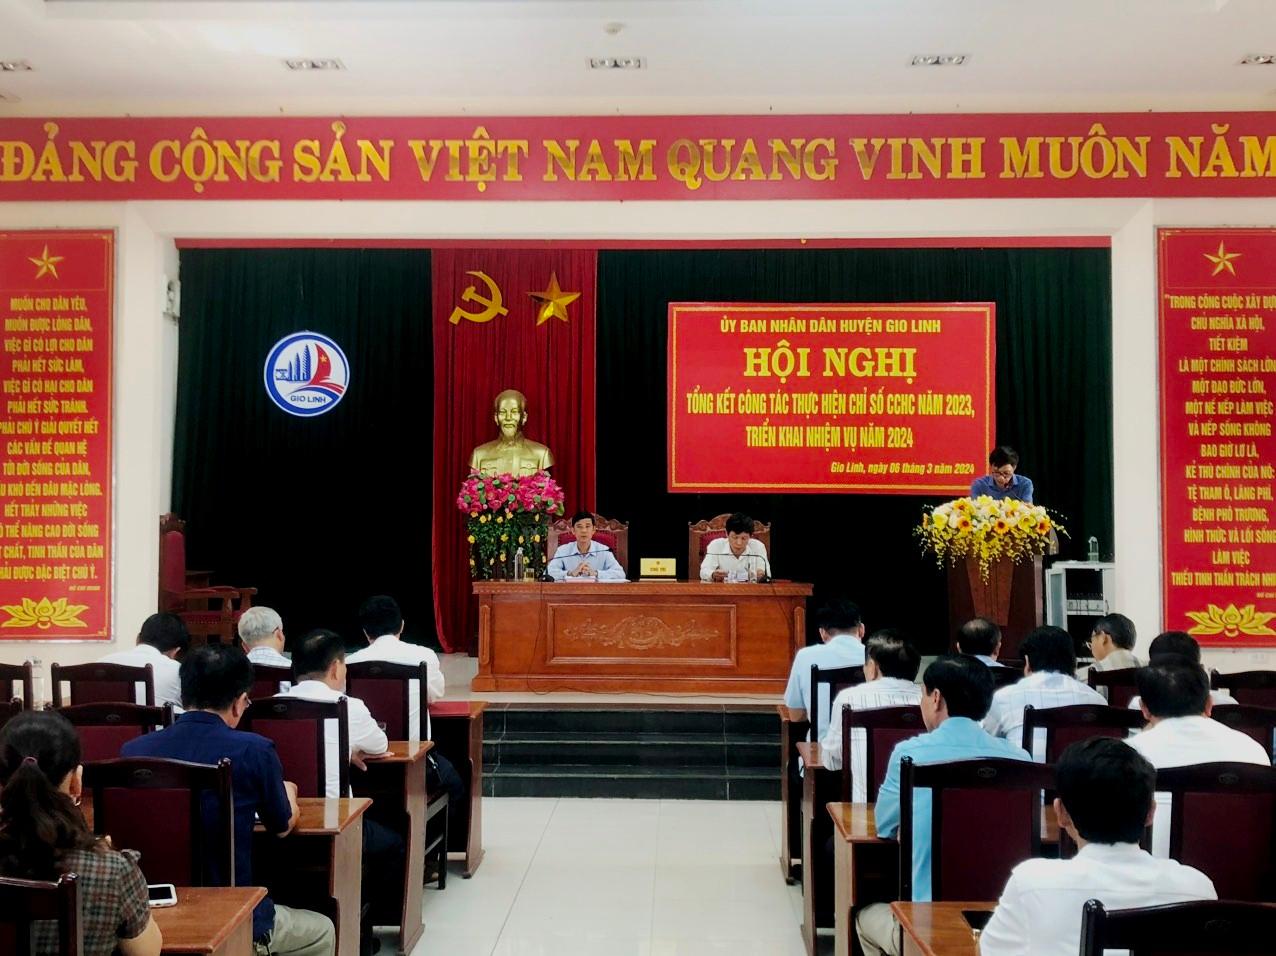 ĐẢNG CỘNG SẢN VIỆT NAM QUANG VINH MUÔN NĂM
MUỐN CHO DÂN YÊU,
MUỐN ĐƯỢC LÒNG DÂN,
VIỆC GÌ CÓ LỢI CHO DÂN
PHẢI HẾT SỨC LÀM,
VIỆC GÌ CÓ HẠI CHO DÂN
PHẢI HẾT SỨC TRÁNH.
PHẢI CHÚ Ý GIẢI QUYẾT HẾT
CÁC VẤN ĐỀ QUAN HỆ
TỚI ĐỜI SỐNG CỦA DÂN,
KHÓ ĐẾN ĐÂU MẶC LÒNG.
HẾT THẢY NHỮNG VIỆC
THỂ NÂNG CAO ĐỜI SỐNG
CHẤT, TINH THẦN CỦA DÂN
ĐƯỢC ĐẶC BIỆT CHÚ Ý.
GIO LINH
ỦY BAN NHÂN DÂN HUYỆN GIO LINH
HỘI NGHỊ
TỔNG KẾT CÔNG TÁC THỰC HIỆN CHỈ SỐ CCHC NĂM 2023,
TRIỂN KHAI NHIỆM VỤ NĂM 2024
Gio Linh, ngày 06 tháng 3 năm 2024
CHỦ TRÌ
"TRONG CÔNG CUỘC XÂY DỰNG
CHỦ NGHĨA XÃ HỘI,
TIẾT KIỆM
LÀ MỘT CHÍNH SÁCH LỚN,
MỘT ĐẠO ĐỨC LỚN,
MỘT NẾ NẾP LÀM VIỆC
VÀ NẾP SỐNG KHÔNG
BAO GIỜ LƠ LÀ,
KẺ THÙ CHÍNH CỦA NÓ:
TỆ THAM Ô, LÃNG PHÍ,
BỆNH PHÔ TRƯƠNG,
HÌNH THỨC VÀ LỐI SỐNG
LÀM VIỆC
THIẾU TINH THẦN TRÁCH